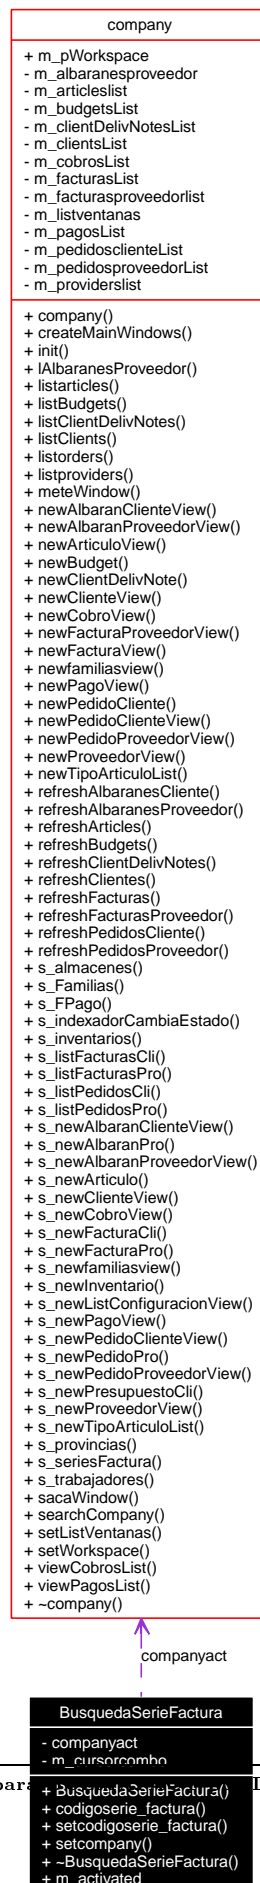 company
+ m_pWorkspace
- m_albaranesproveedor
- m_articleslist
- m_budgetsList
- m_clientDelivNotesList
- m_clientsList
- m_cobrosList
- m_facturasList
- m_facturasproveedorlist
- m_listventanas
- m_pagosList
- m_pedidosclienteList
- m_pedidosproveedorList
- m_providerslist
+ company()
+ createMainWindows()
+ init()
+ lAlbaranesProveedor()
+ listarticles()
+ listBudgets()
+ listClientDelivNotes()
+ listClients()
+ listorders()
+ listproviders()
+ meteWindow()
+ newAlbaranClienteView()
+ newAlbaranProveedorView()
+ newArticuloView()
+ newBudget()
+ newClientDelivNote()
+ newClienteView()
+ newCobroView()
+ newFacturaProveedorView()
+ newFacturaView()
+ newfamiliasview()
+ newPagoView()
+ newPedidoCliente()
+ newPedidoClienteView()
+ newPedidoProveedorView()
+ newProveedorView()
+ newTipoArticuloList()
+ refreshAlbaranesCliente()
+ refreshAlbaranesProveedor()
+ refreshArticles()
+ refreshBudgets()
+ refreshClientDelivNotes()
+ refreshClientes()
+ refreshFacturas()
+ refreshFacturasProveedor()
+ refreshPedidosCliente()
+ refreshPedidosProveedor()
+ s_almacenes()
+ s_Familias()
+ s_FPago()
+ s_indexadorCambiaEstado()
+ s_inventarios()
+ s_listFacturasCli()
+ s_listFacturasPro()
+ s_listPedidosCli()
+ s_listPedidosPro()
+ s_newAlbaranClienteView()
+ s_newAlbaranPro()
+ s_newAlbaranProveedorView()
+ s_newArticulo()
+ s_newClienteView()
+ s_newCobroView()
+ s_newFacturaCli()
+ s_newFacturaPro()
+ s_newfamiliasview()
+ s_newInventario()
+ s_newListConfiguracionView()
+ s_newPagoView()
+ s_newPedidoClienteView()
+ s_newPedidoPro()
+ s_newPedidoProveedorView()
+ s_newPresupuestoCli()
+ s_newProveedorView()
+ s_newTipoArticuloList()
+ s_provincias()
+ s_seriesFactura()
+ s_trabajadores()
+ sacaWindow()
+ searchCompany()
+ setListVentanas()
+ setWorkspace()
+ viewCobrosList()
+ viewPagosList()
+ ~company()
companyact
BusquedaSerieFactura
- companyact
- m_cursorcombo
+ BusquedaSerieFactura()
+ codigoserie_factura()
+ setcodigoserie_factura()
+ setcompany()
+ ~BusquedaSerieFactura()
+ m_activated